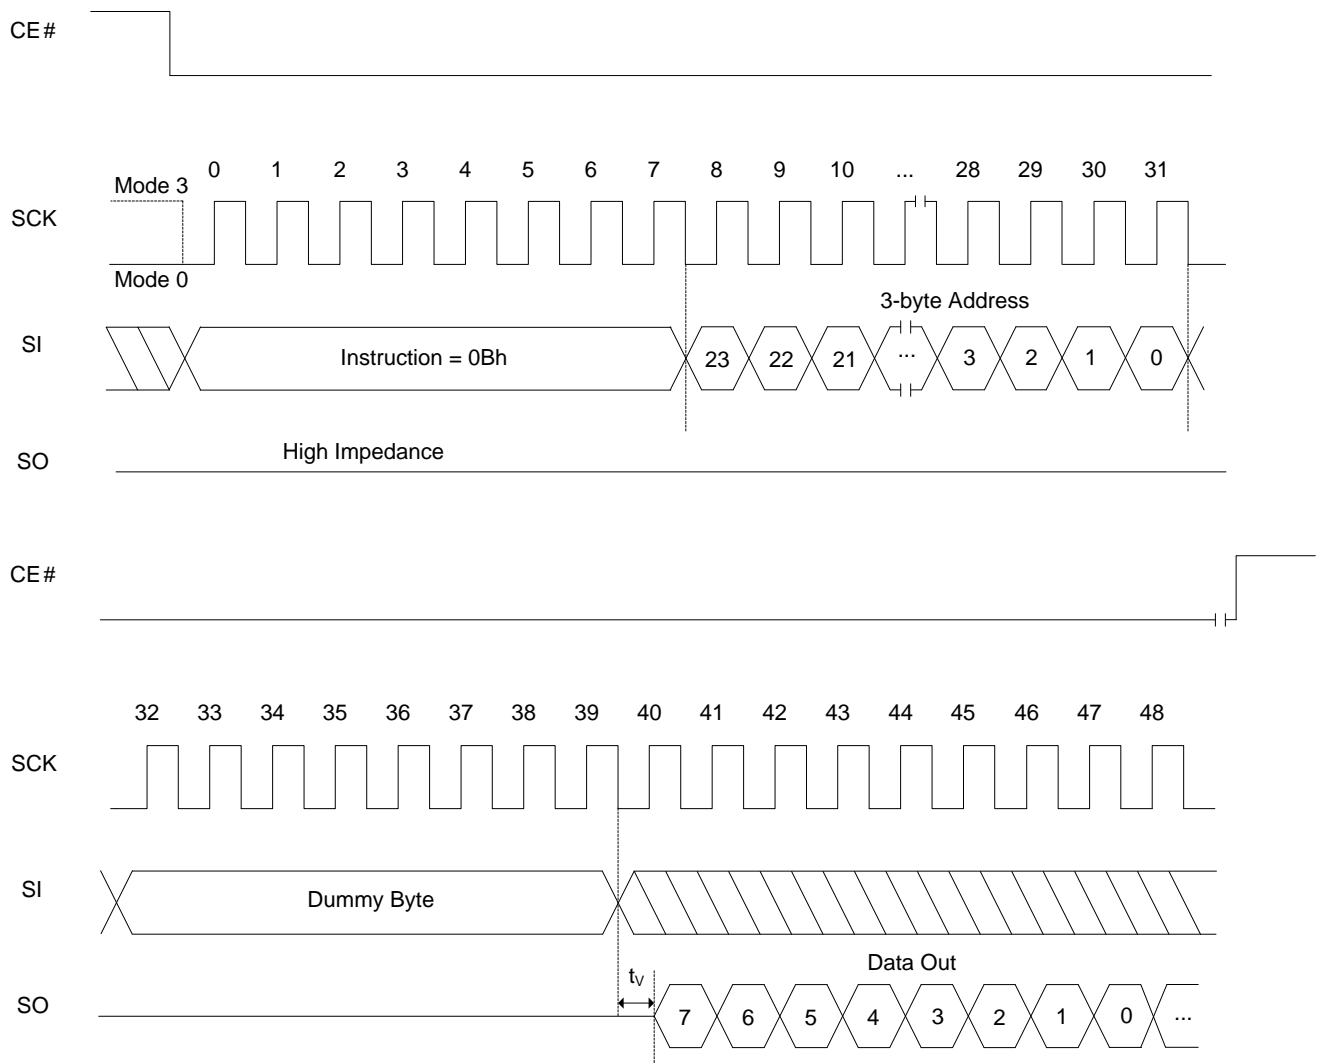 CE#
0 1 2 3 4 5 6 7 8 9 10 ... 28 29 30 31
Mode 3
SCK
Mode 0
3-byte Address
SI
Instruction = 0Bh
23 22 21 ... 3 2 1 0
High Impedance
SO
CE#
32 33 34 35 36 37 38 39 40 41 42 43 44 45 46 47 48
SCK
SI
Dummy Byte
Data Out
tV
SO
7 6 5 4 3 2 1 0 ...